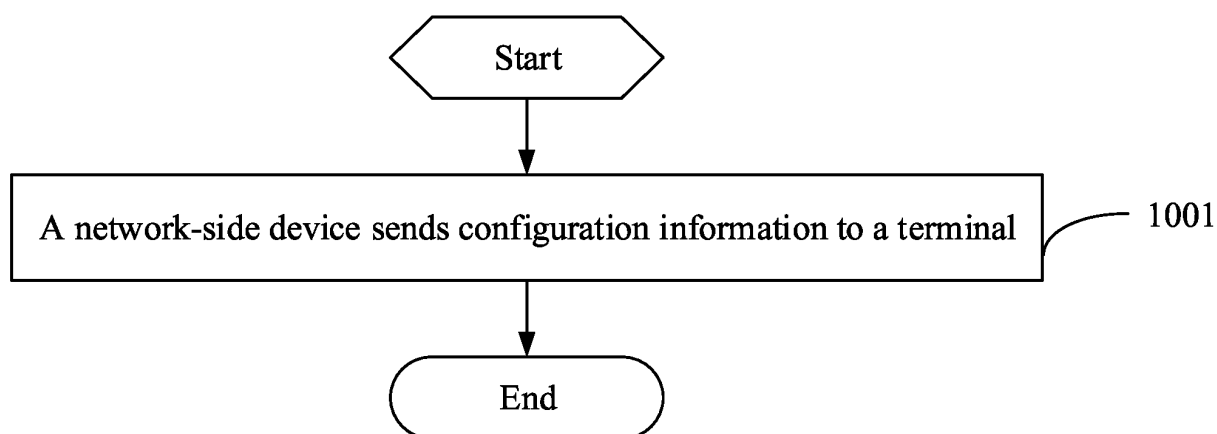 Start
A network-side device sends configuration information to a terminal
1001
End